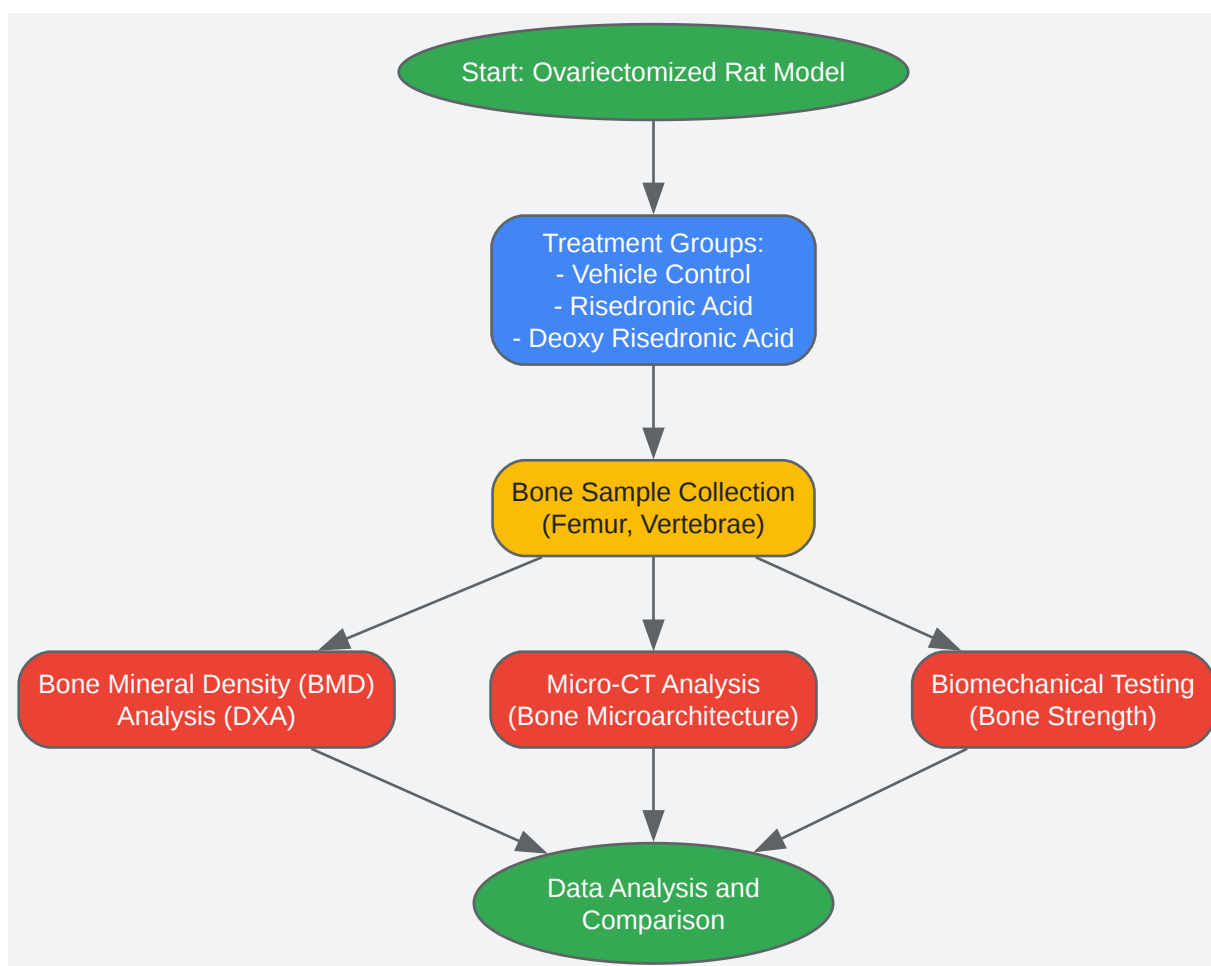 Start: Ovariectomized Rat Model
Treatment Groups:
- Vehicle Control
- Risedronic Acid
- Deoxy Risedronic Acid
Bone Sample Collection
(Femur, Vertebrae)
Bone Mineral Density (BMD)
Analysis (DXA)
Micro-CT Analysis
(Bone Microarchitecture)
Biomechanical Testing
(Bone Strength)
Data Analysis and
Comparison